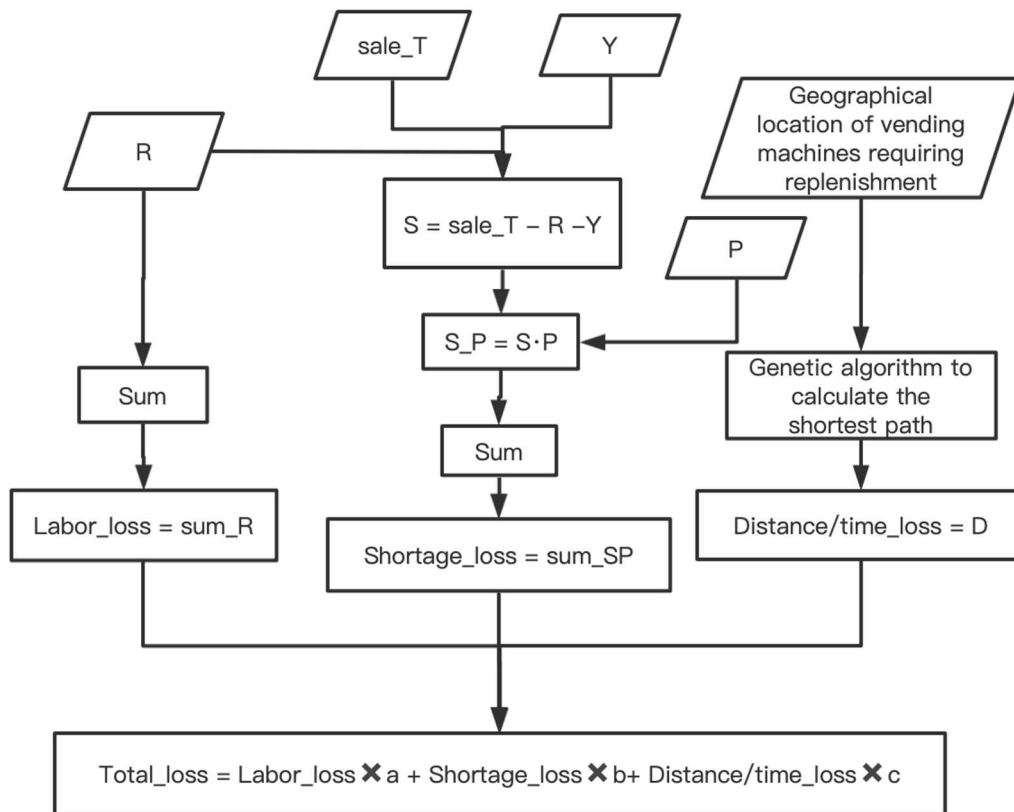 sale_T
Y
Geographical
location of vending
machines requiring
replenishment
R
S = sale_T – R –Y
P
S_P = S·P
Genetic algorithm to
calculate the
shortest path
Sum
Sum
Labor_loss = sum_R
Distance/time_loss = D
Shortage_loss = sum_SP
Total_loss = Labor_loss ✖ a + Shortage_loss ✖ b+ Distance/time_loss ✖ c